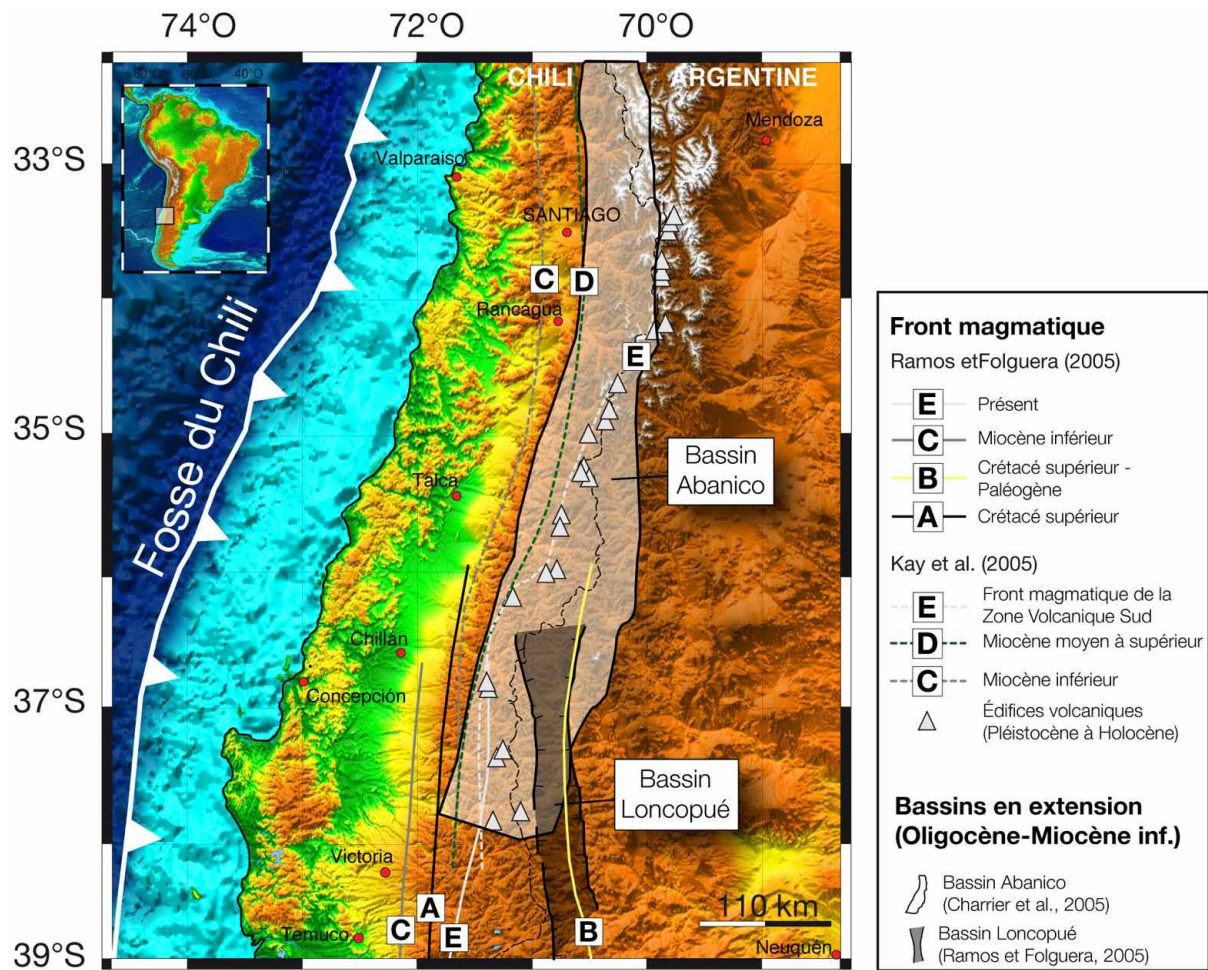 74°O
72°O
70°O
80°O
60°O
40°O
CHILI
ARGENTINE
33°S
35°S
37°S
39°S
Fosse du Chili
Mendoza
Valparaiso
SANTIAGO
C
D
Rancagua
E
Bassin
Abanico
Talca
Chillán
Concepción
Bassin
Loncopué
Victoria
A
C
E
B
110 km
Temuco
Neuquén
Front magmatique
Ramos etFolguera (2005)
E Présent
C Miocène inférieur
B Crétacé supérieur -
Paléogène
A Crétacé supérieur
Kay et al. (2005)
E Front magmatique de la
Zone Volcanique Sud
D Miocène moyen à supérieur
C Miocène inférieur
Édifices volcaniques
(Pléistocène à Holocène)
Bassins en extension
(Oligocène-Miocène inf.)
Bassin Abanico
(Charrier et al., 2005)
Bassin Loncopué
(Ramos et Folguera, 2005)